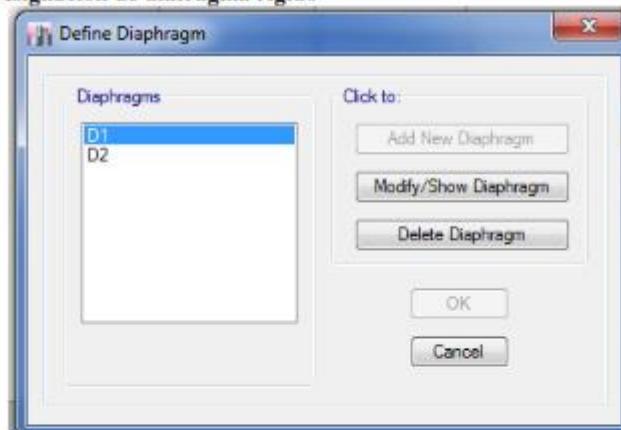 Define Diaphragm
Diaphragms
Click to:
D1
D2
Add New Diaphragm
Modify/Show Diaphragm
Delete Diaphragm
OK
Cancel